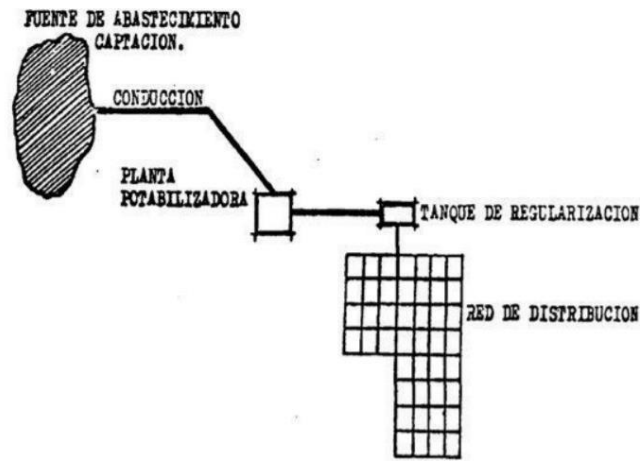 FUENTE DE ABASTECIMIENTO
CAPTACION.
CONDUCCION
PLANTA
POTABILIZADORA
TANQUE DE REGULARIZACION
RED DE DISTRIBUCION